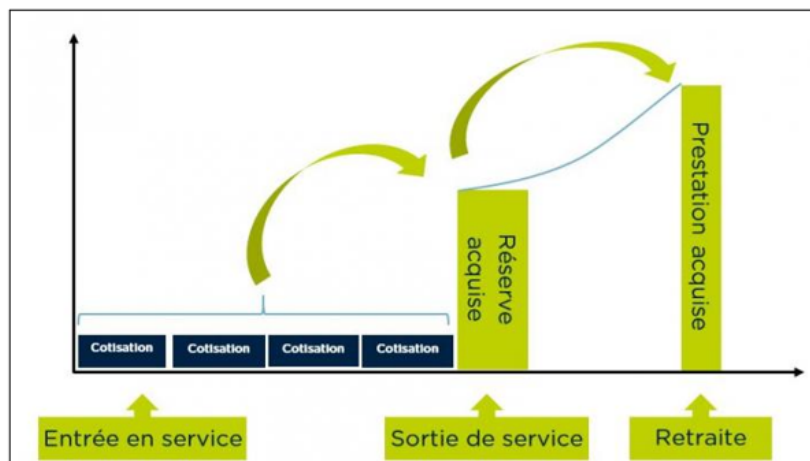 Réserve
acquise
Prestation acquise
Cotisation
Cotisation
Cotisation
Cotisation
Entrée en service
Sortie de service
Retraite